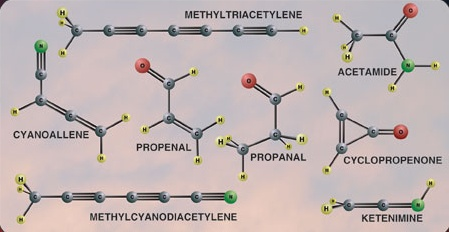 METHYLTRIACETYLENE
ACETAMIDE
CYANOALLENE
PROPENAL
PROPANAL
CYCLOPROPENONE
METHYLCYANODIACETYLENE
KETENIMINE